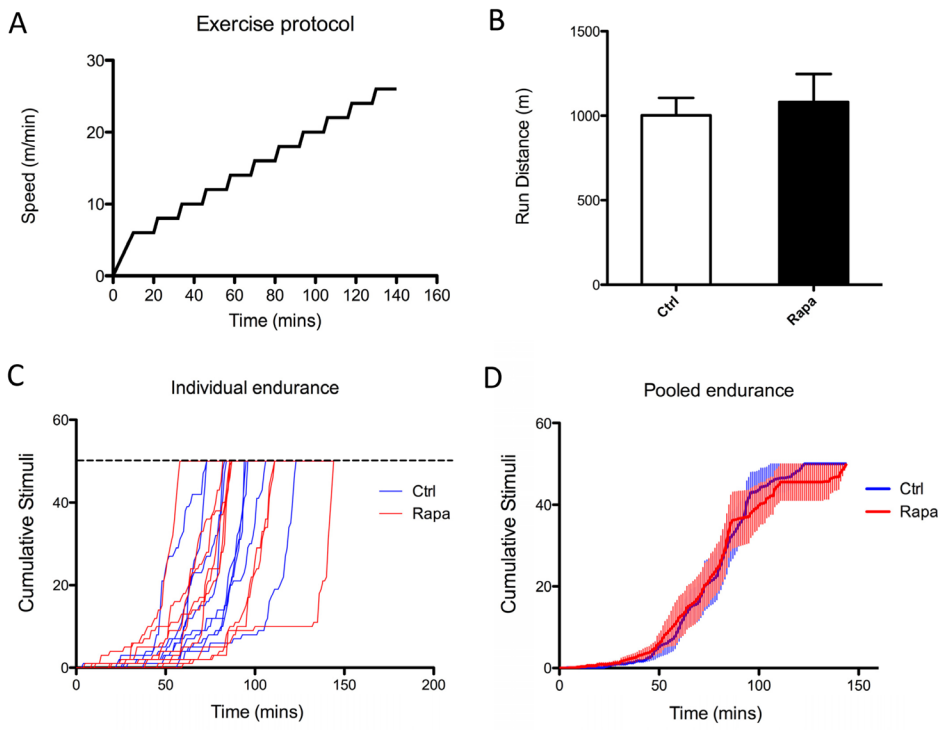 A
Exercise protocol
30
20
10
0
Speed (m/min)
0 20 40 60 80 100 120 140 160
Time (mins)
B
1500
1000
500
0
Run Distance (m)
Ctrl
Rapa
C
Individual endurance
60
40
20
0
Cumulative Stimuli
Ctrl
Rapa
0 50 100 150 200
Time (mins)
D
Pooled endurance
60
40
20
0
Cumulative Stimuli
Ctrl
Rapa
0 50 100 150
Time (mins)